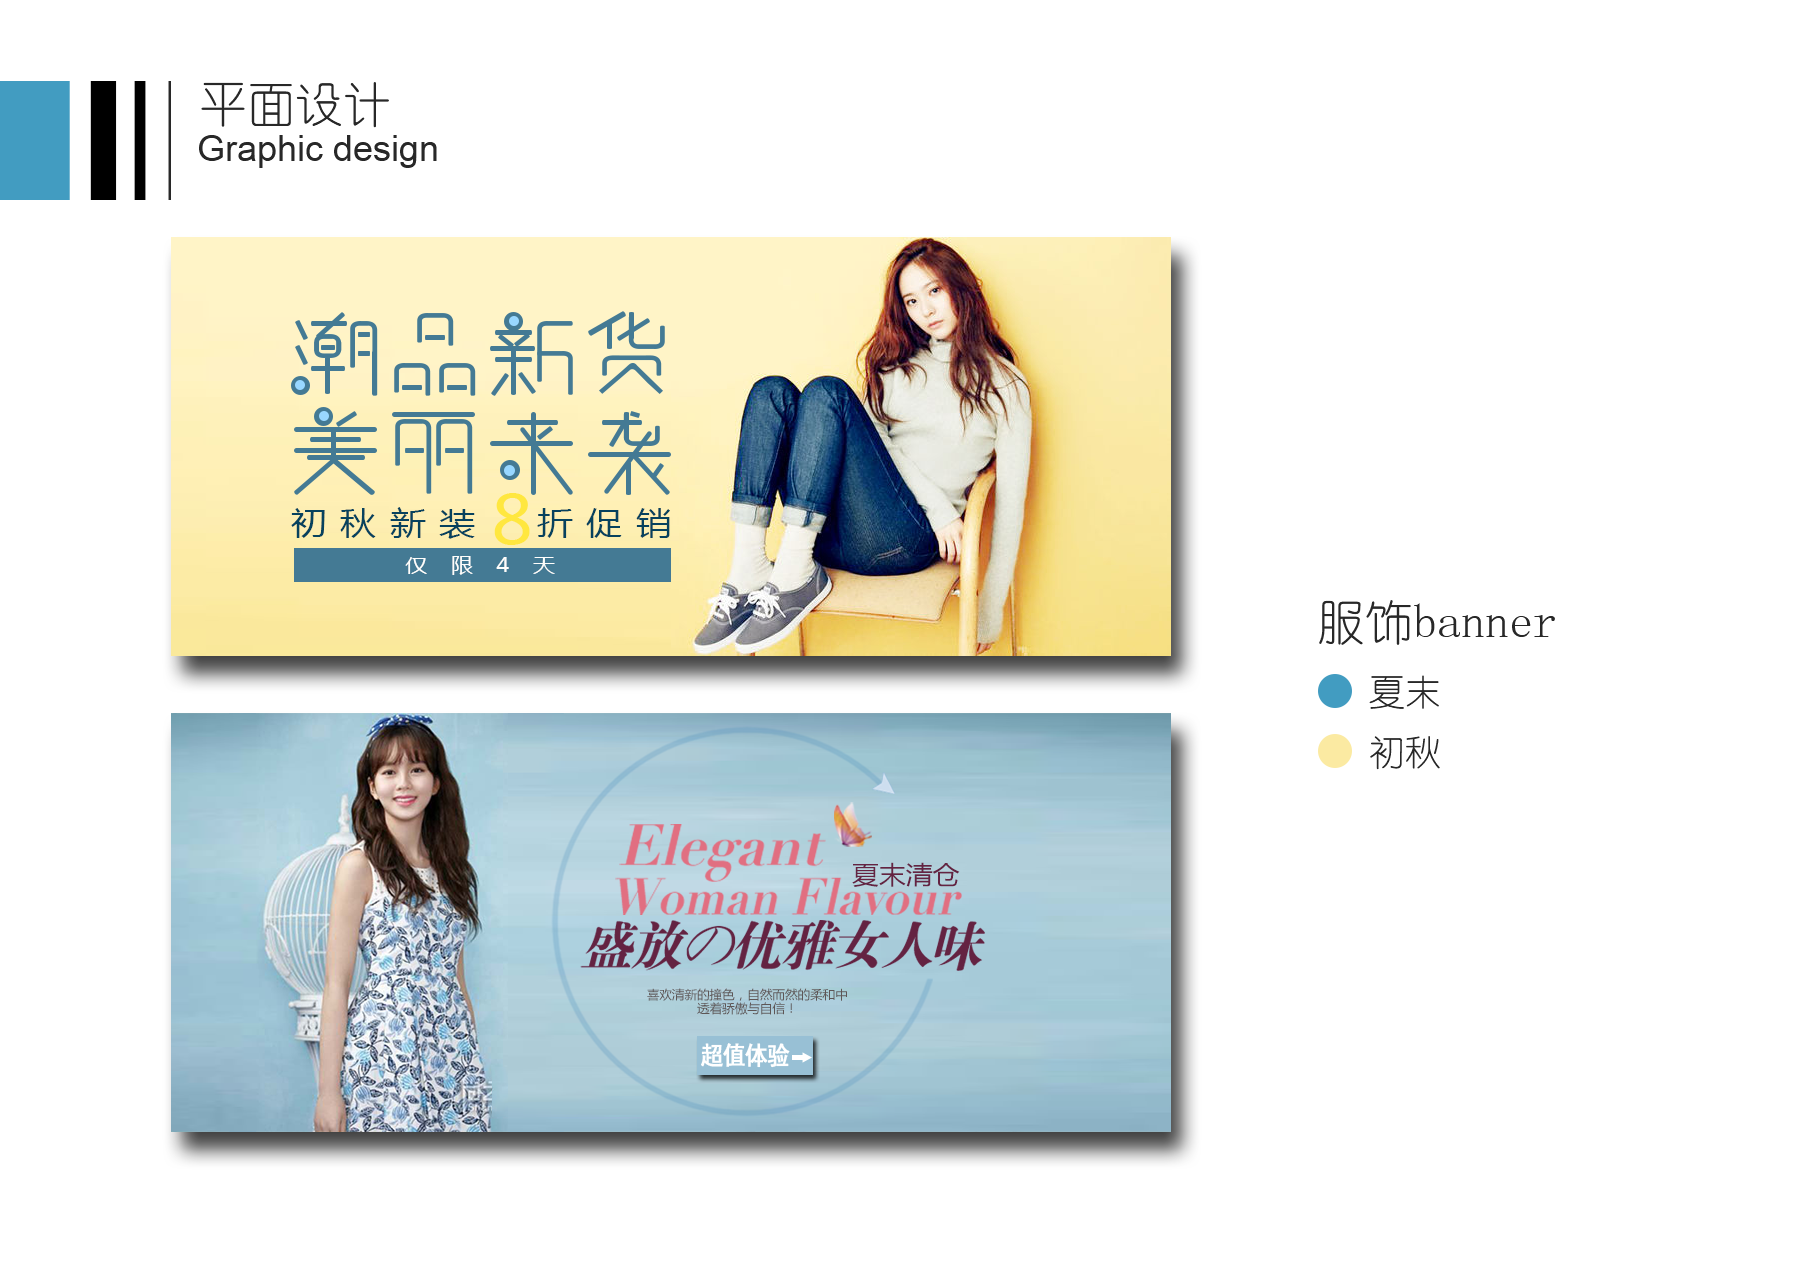 平面设计
Graphic design
潮品新货
美丽来袭
初秋新装8折促销
仅限4天
服饰banner
夏末
初秋
Elegant
夏末清仓
Woman Flavour
盛放の优雅女人味
喜欢清新的撞色，自然而然的柔和中
透着骄傲与自信！
超值体验